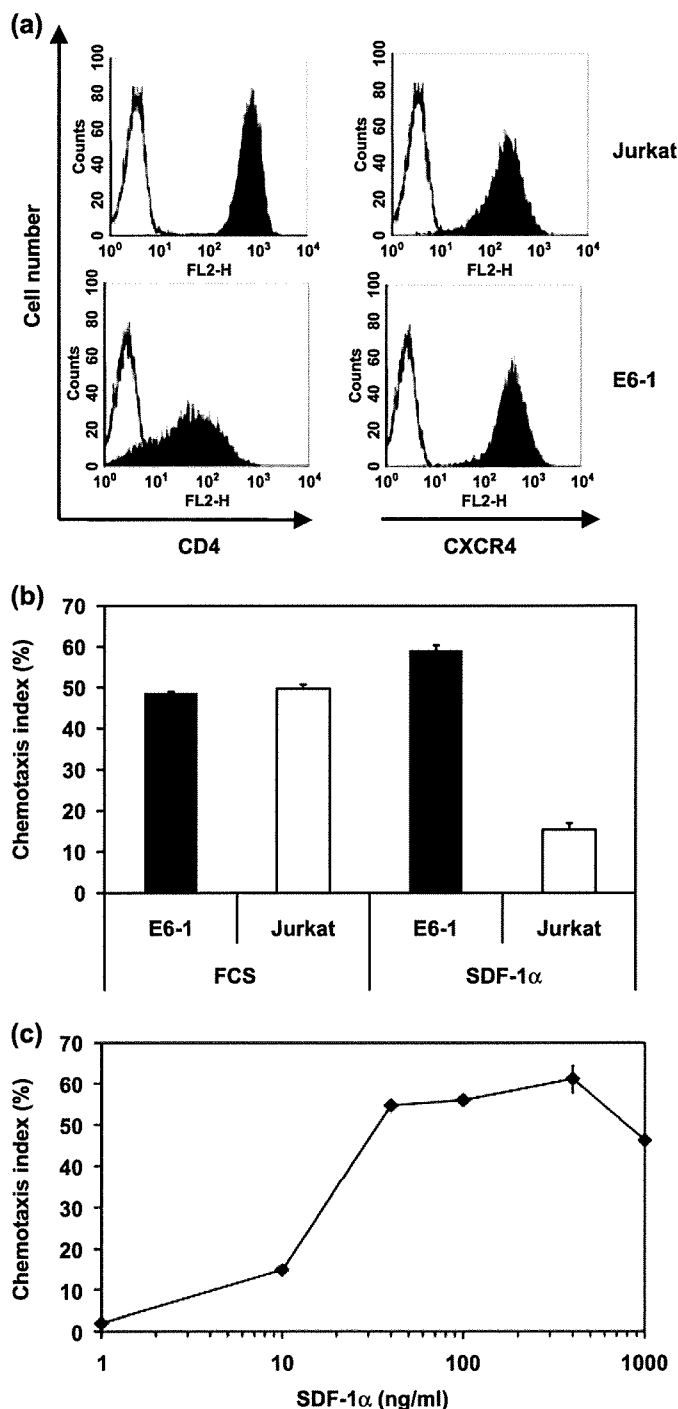 (a)
Cell number
Counts
100
80
60
40
20
0
10⁰ 10¹ 10² 10³ 10⁴
FL2-H
Counts
100
80
60
40
20
0
10⁰ 10¹ 10² 10³ 10⁴
FL2-H
Jurkat
Counts
100
80
60
40
20
0
10⁰ 10¹ 10² 10³ 10⁴
FL2-H
Counts
100
80
60
40
20
0
10⁰ 10¹ 10² 10³ 10⁴
FL2-H
E6-1
CD4
CXCR4
(b)
Chemotaxis index (%)
70
60
50
40
30
20
10
0
E6-1 Jurkat E6-1 Jurkat
FCS SDF-1α
(c)
Chemotaxis index (%)
70
60
50
40
30
20
10
0
1 10 100 1000
SDF-1α (ng/ml)